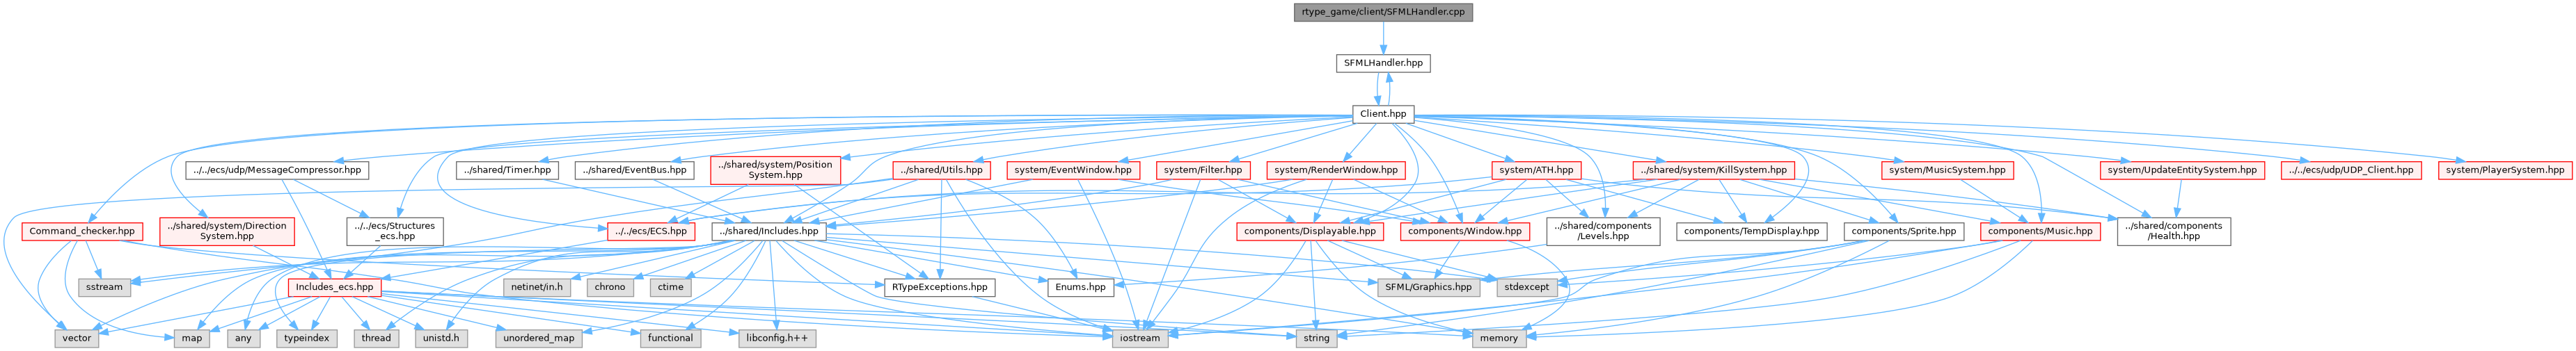 rtype_game/client/SFMLHandler.cpp
SFMLHandler.hpp
Client.hpp
../../ecs/udp/MessageCompressor.hpp
../shared/Timer.hpp
../shared/EventBus.hpp
../shared/system/Position
System.hpp
../shared/Utils.hpp
system/EventWindow.hpp
system/Filter.hpp
system/RenderWindow.hpp
system/ATH.hpp
../shared/system/KillSystem.hpp
system/MusicSystem.hpp
system/UpdateEntitySystem.hpp
../../ecs/udp/UDP_Client.hpp
system/PlayerSystem.hpp
Command_checker.hpp
../shared/system/Direction
System.hpp
../../ecs/Structures
_ecs.hpp
../../ecs/ECS.hpp
../shared/Includes.hpp
components/Displayable.hpp
components/Window.hpp
../shared/components
/Levels.hpp
components/TempDisplay.hpp
components/Sprite.hpp
components/Music.hpp
../shared/components
/Health.hpp
sstream
Includes_ecs.hpp
netinet/in.h
chrono
ctime
RTypeExceptions.hpp
Enums.hpp
SFML/Graphics.hpp
stdexcept
vector
map
any
typeindex
thread
unistd.h
unordered_map
functional
libconfig.h++
iostream
string
memory